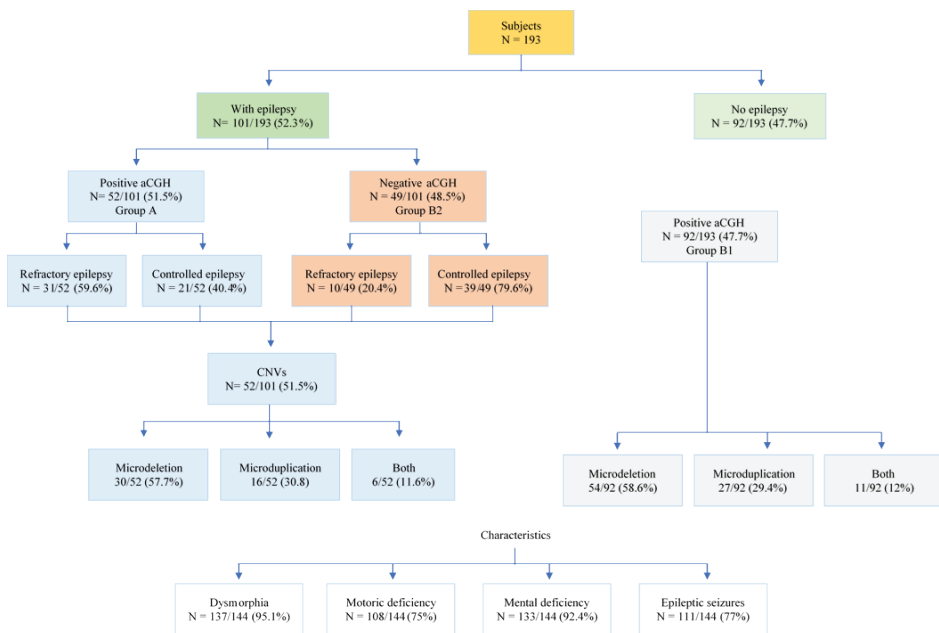 Subjects
N = 193
With epilepsy
N= 101/193 (52.3%)
No epilepsy
N = 92/193 (47.7%)
Positive aCGH
N= 52/101 (51.5%)
Group A
Negative aCGH
N = 49/101 (48.5%)
Group B2
Positive aCGH
N = 92/193 (47.7%)
Group B1
Refractory epilepsy
N = 31/52 (59.6%)
Controlled epilepsy
N = 21/52 (40.4%)
Refractory epilepsy
N = 10/49 (20.4%)
Controlled epilepsy
N = 39/49 (79.6%)
CNVs
N= 52/101 (51.5%)
Microdeletion
30/52 (57.7%)
Microduplication
16/52 (30.8)
Both
6/52 (11.6%)
Microdeletion
54/92 (58.6%)
Microduplication
27/92 (29.4%)
Both
11/92 (12%)
Characteristics
Dysmorphia
N = 137/144 (95.1%)
Motoric deficiency
N = 108/144 (75%)
Mental deficiency
N = 133/144 (92.4%)
Epileptic seizures
N = 111/144 (77%)